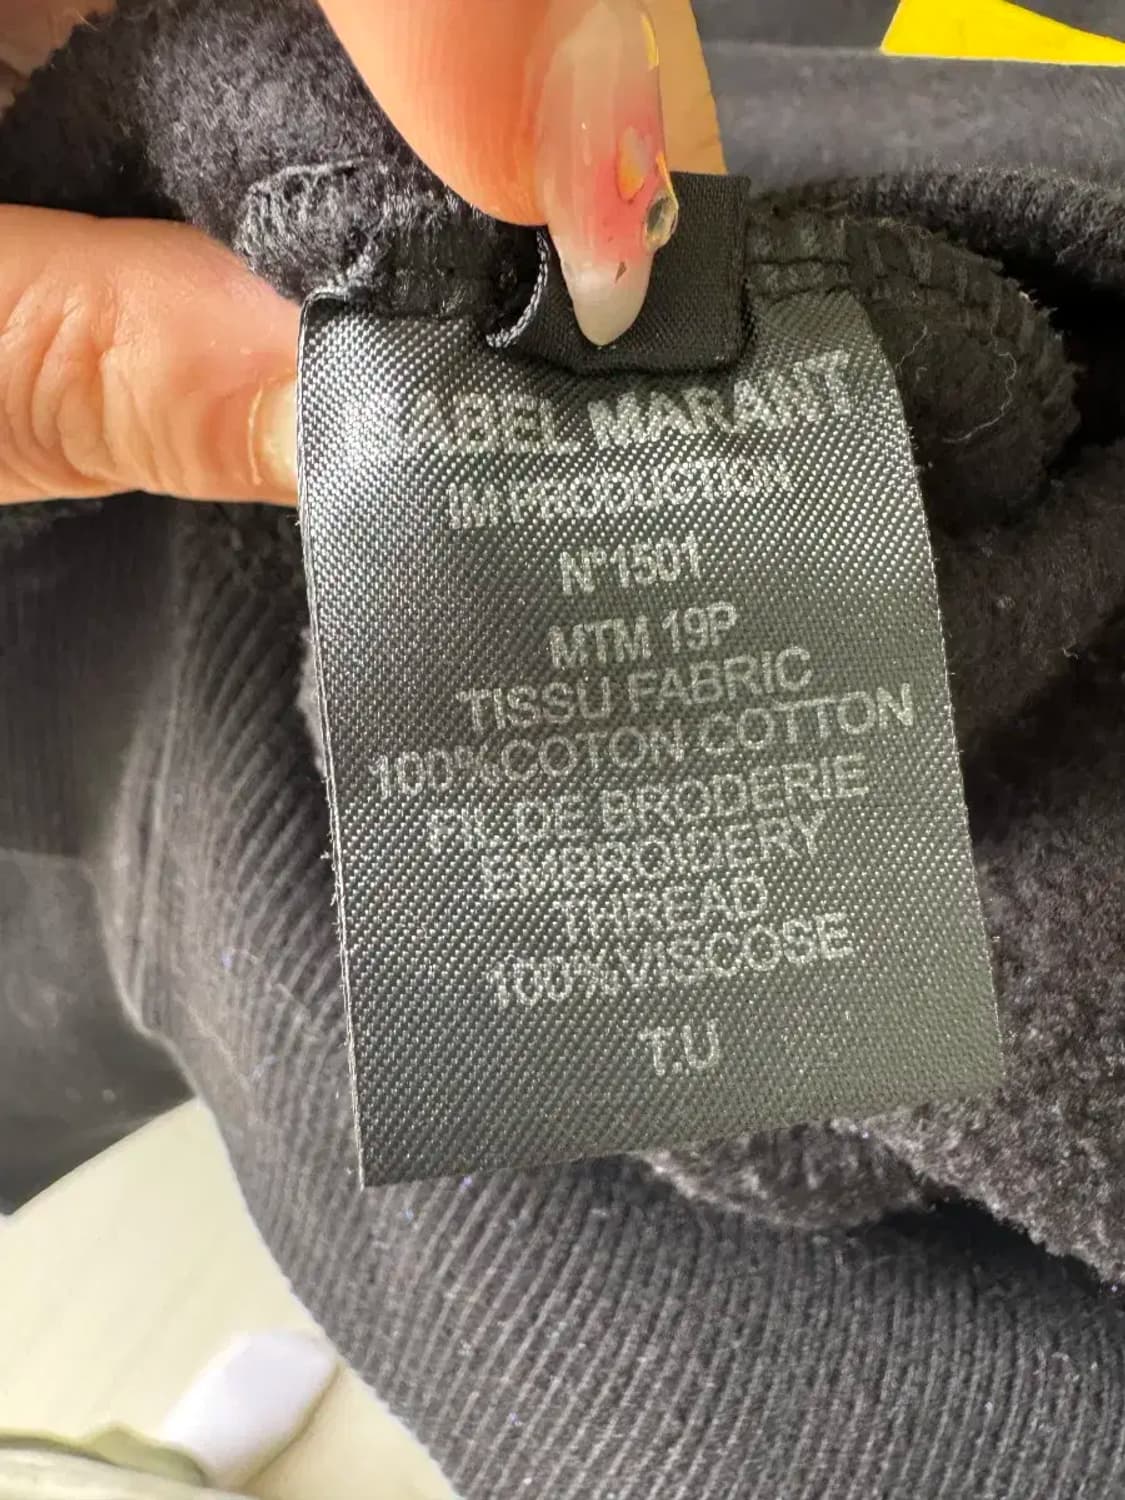 ABEL MARANT
IM PRODUCTION
N°1501
MTM 19P
TISSU FABRIC
100%COTON COTTON
FIL DE BRODERIE
EMBROIDERY
THREAD
100%VISCOSE
T.U